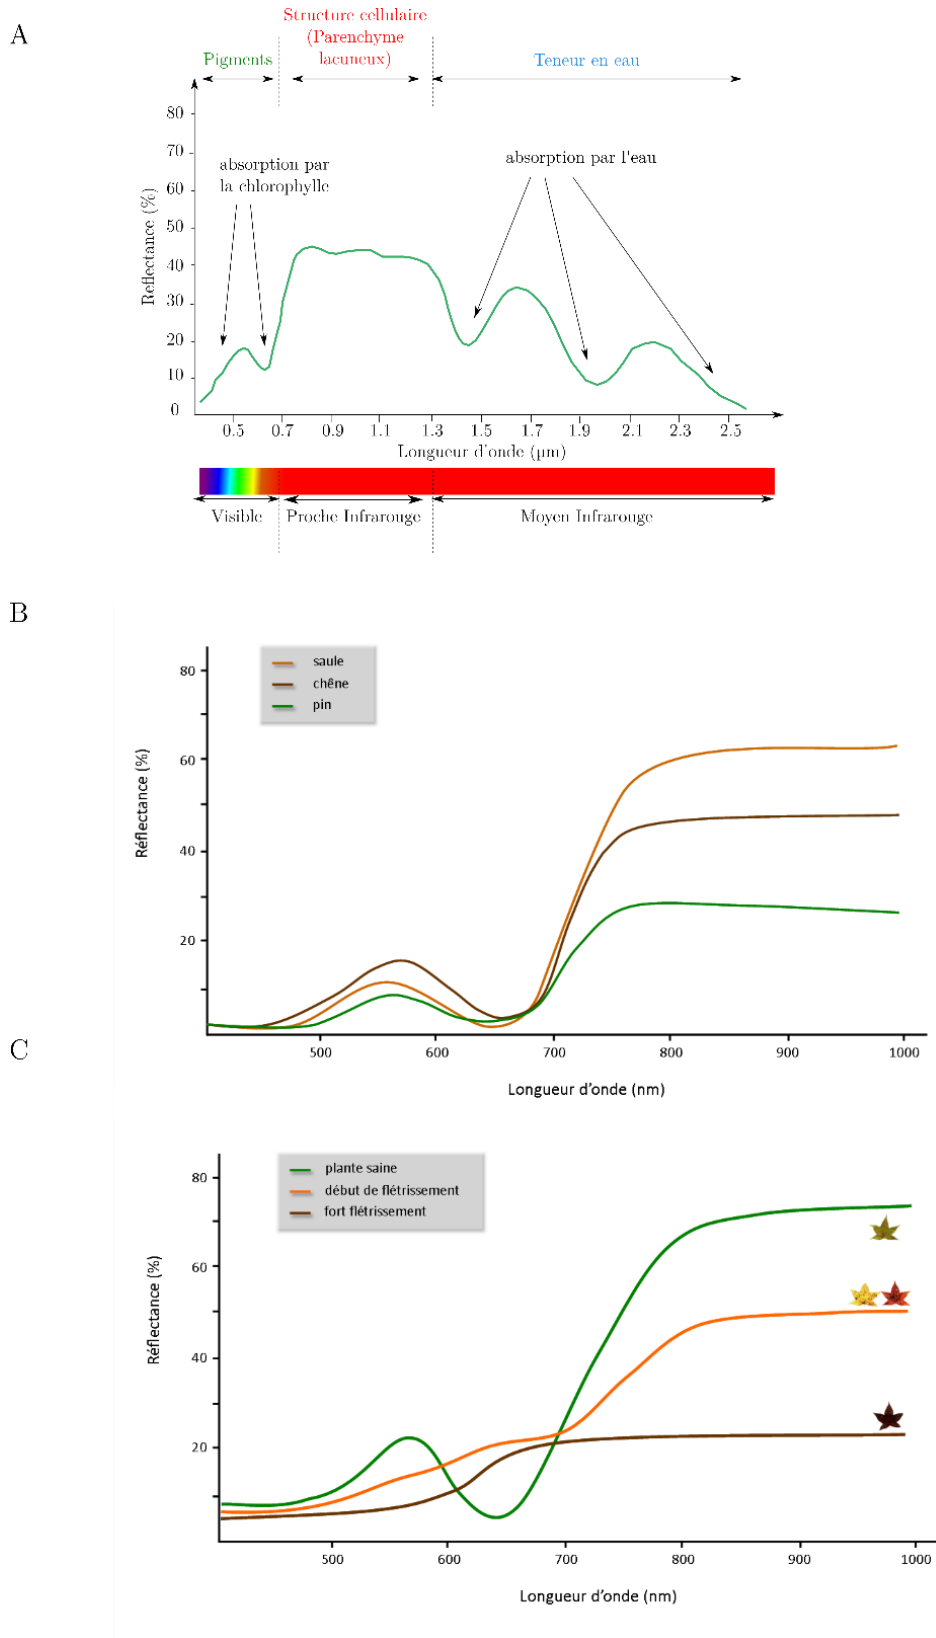 A
Structure cellulaire
(Parenchyme
lacuneux)
Pigments
Teneur en eau
80
70
60
50
40
30
20
10
0
Reflectance (%)
absorption par
la chlorophylle
absorption par l'eau
0.5 0.7 0.9 1.1 1.3 1.5 1.7 1.9 2.1 2.3 2.5
Longueur d'onde (µm)
Visible Proche Infrarouge Moyen Infrarouge
B
saule
chêne
pin
80
60
40
20
Réflectance (%)
500 600 700 800 900 1000
Longueur d'onde (nm)
C
plante saine
début de flétrissement
fort flétrissement
80
60
40
20
Réflectance (%)
500 600 700 800 900 1000
Longueur d'onde (nm)